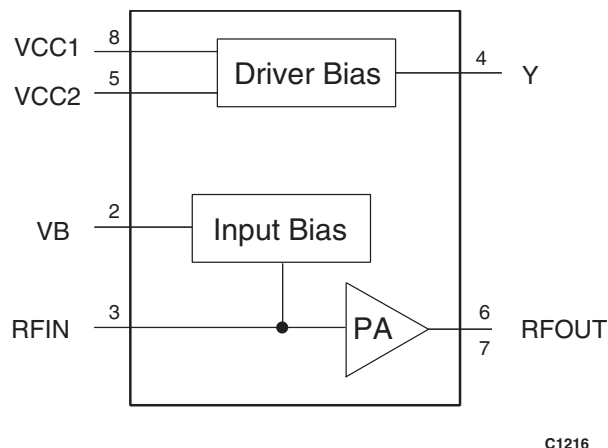 VCC1 8
Driver Bias
4 Y
VCC2 5
VB 2
Input Bias
RFIN 3
PA
6
RFOUT
7
C1216